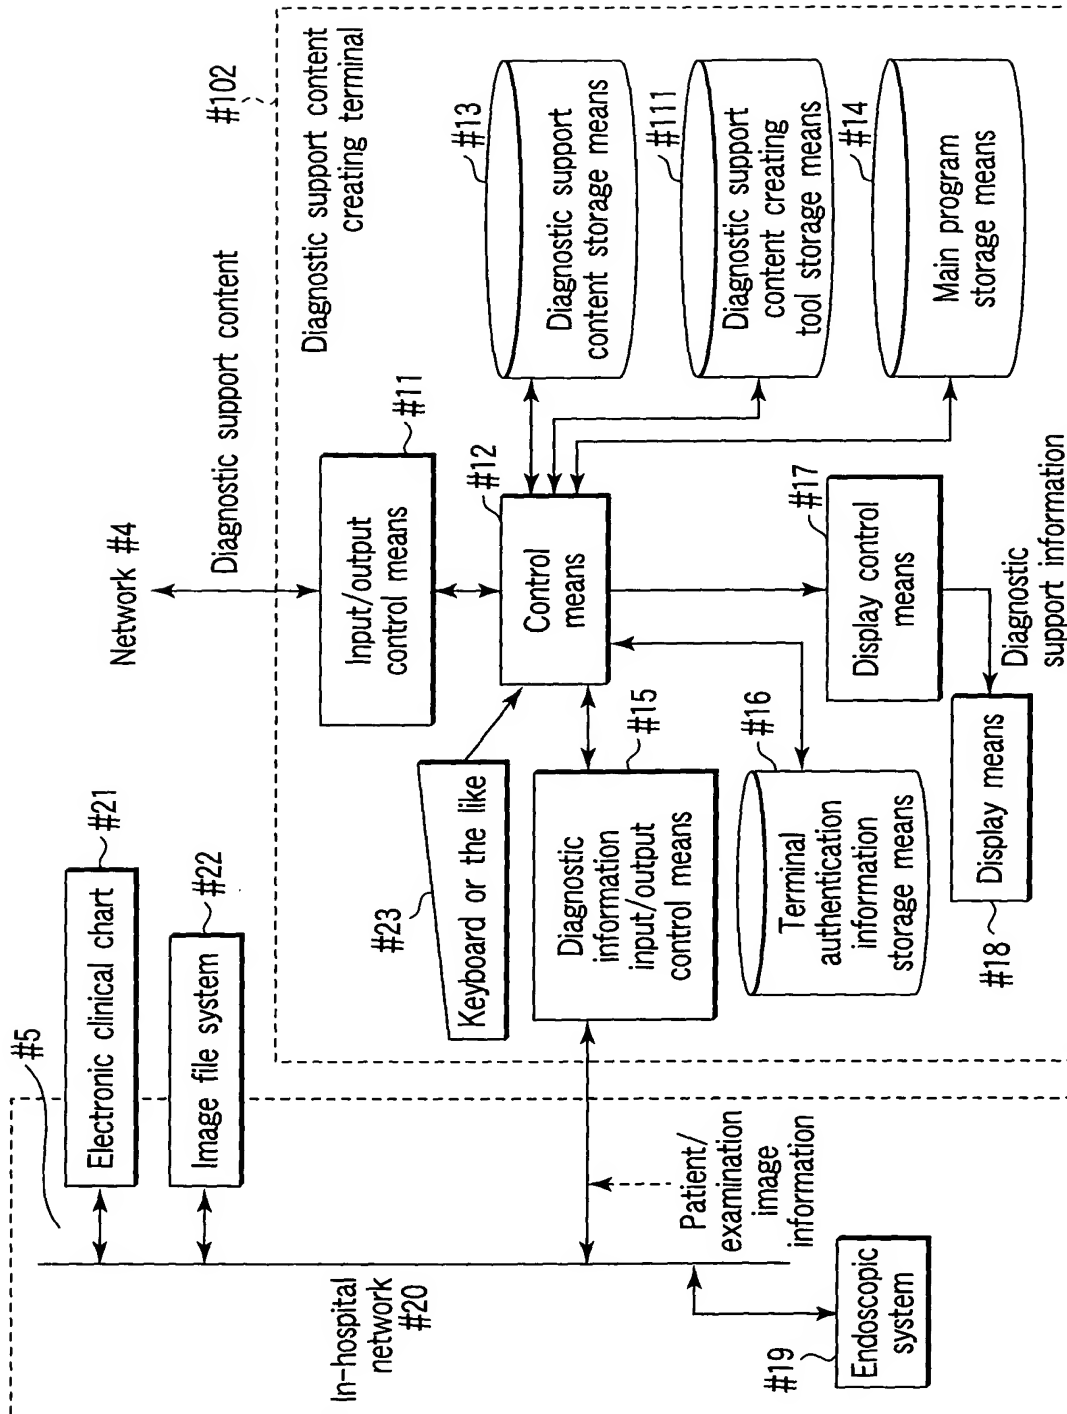 #102
Diagnostic support content
creating terminal
Network #4
Diagnostic support content
#11
Input/output
control means
#12
Control
means
#13
Diagnostic support
content storage means
#111
Diagnostic support
content creating
tool storage means
#14
Main program
storage means
#17
Display control
means
Diagnostic
support information
#18
Display means
#16
Terminal
authentication
information
storage means
#15
Diagnostic
information
input/output
control means
#23
Keyboard or the like
#5
#21
Electronic clinical chart
#22
Image file system
In-hospital
network
#20
Patient/
examination
image
information
#19
Endoscopic
system